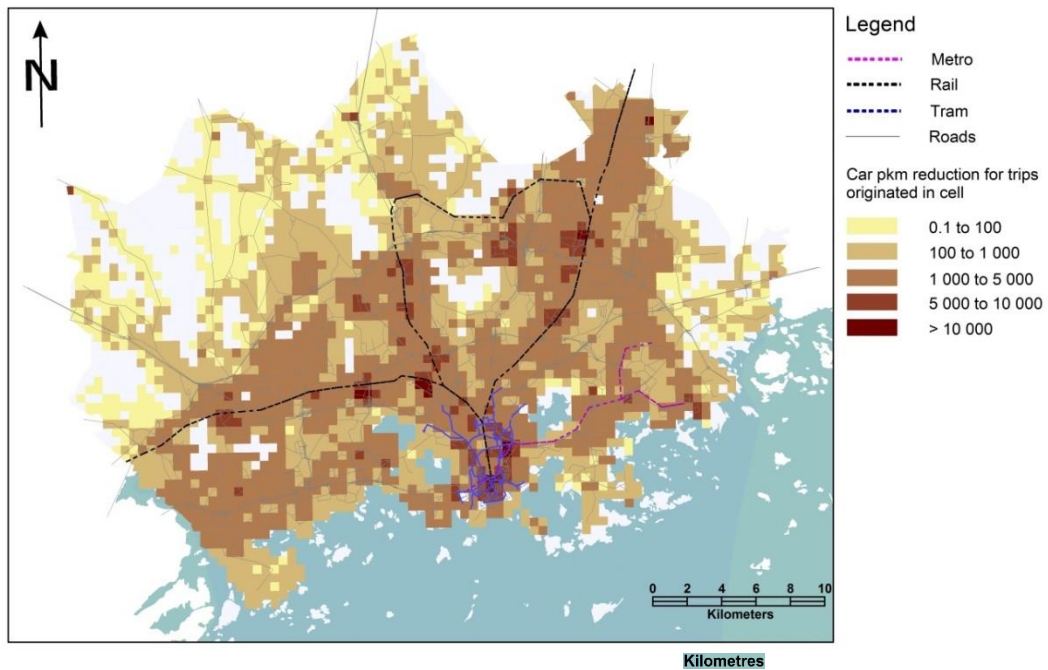 N
Legend
Metro
Rail
Tram
Roads
Car pkm reduction for trips
originated in cell
0.1 to 100
100 to 1 000
1 000 to 5 000
5 000 to 10 000
> 10 000
0 2 4 6 8 10
Kilometers
Kilometres